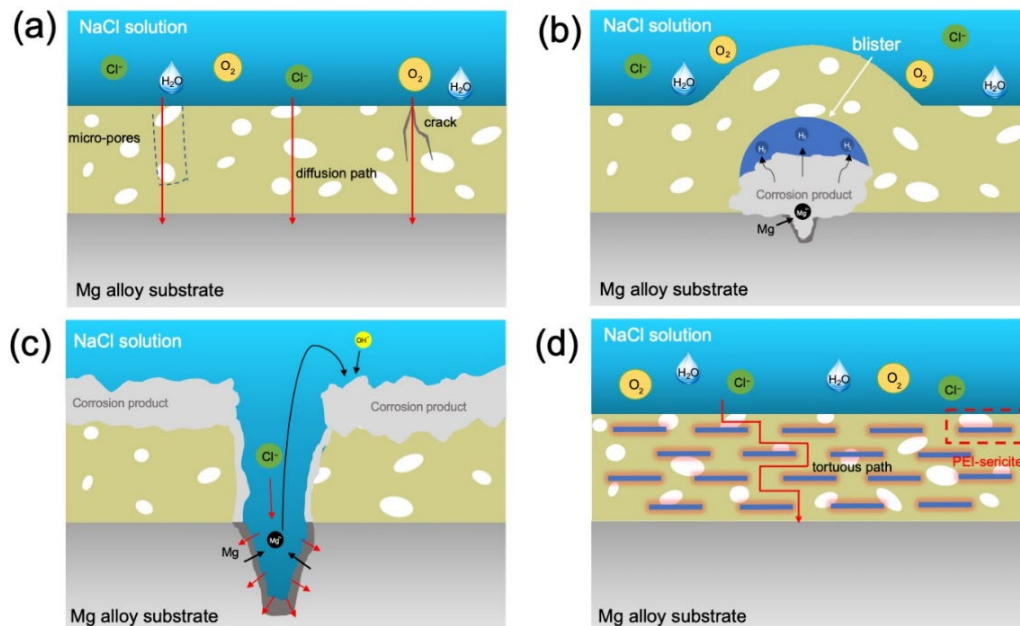 (a)
NaCl solution
Cl⁻
H₂O
O₂
Cl⁻
O₂
H₂O
micro-pores
crack
diffusion path
Mg alloy substrate
(b)
NaCl solution
blister
Cl⁻
O₂
Cl⁻
O₂
H₂O
H₂O
H₂
H₂
H₂
Corrosion product
Mg
Mg alloy substrate
(c)
NaCl solution
OH⁻
Corrosion product
Corrosion product
Cl⁻
Mg
Mg alloy substrate
(d)
NaCl solution
O₂
H₂O
Cl⁻
H₂O
O₂
Cl⁻
PEI-sericite
tortuous path
Mg alloy substrate